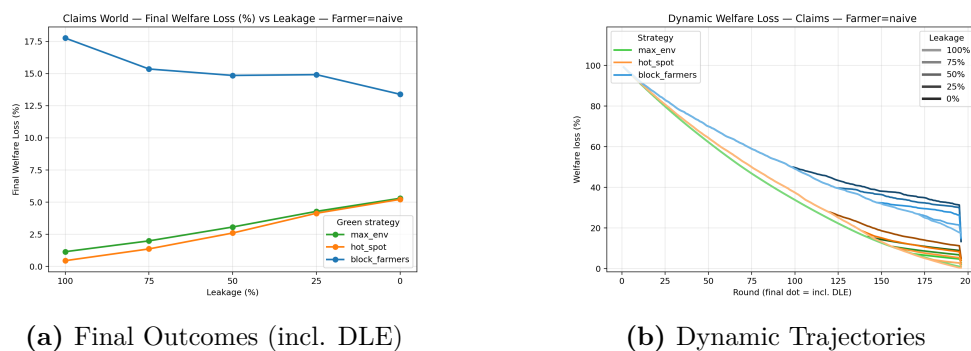 Claims World — Final Welfare Loss (%) vs Leakage — Farmer=naive
17.5
15.0
12.5
10.0
7.5
5.0
2.5
0.0
Final Welfare Loss (%)
Green strategy
max_env
hot_spot
block_farmers
100
75
50
25
0
Leakage (%)
(a) Final Outcomes (incl. DLE)
Dynamic Welfare Loss — Claims — Farmer=naive
Strategy
max_env
hot_spot
block_farmers
Leakage
100%
75%
50%
25%
0%
100
80
60
40
20
0
Welfare loss (%)
0
25
50
75
100
125
150
175
Round (final dot = incl. DLE)
(b) Dynamic Trajectories